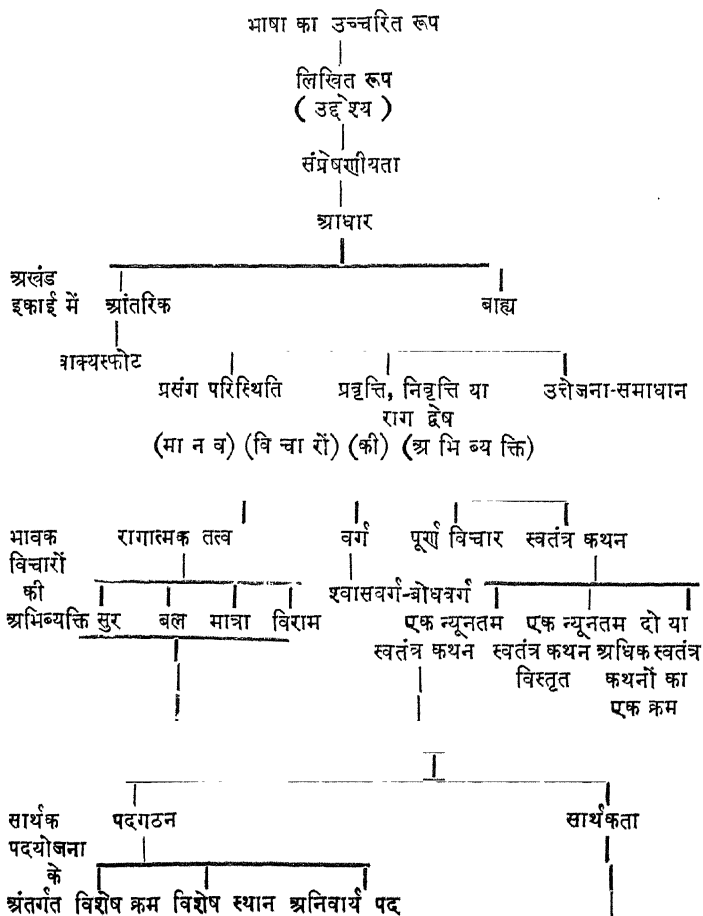 भाषा का उच्चरित रूप
लिखित रूप
( उद्देश्य )
संप्रेषणीयता
आधार
अखंड
इकाई में आंतरिक बाह्य
वाक्यस्फोट
प्रसंग परिस्थिति प्रवृत्ति, निवृत्ति या उत्तेजना-समाधान
राग द्वेष
(मा न व) (वि चा रों) (की) (अ भि ब्य क्ति)
भावक रागात्मक तत्व वर्ग पूर्ण विचार स्वतंत्र कथन
विचारों
की श्वासवर्ग-बोधवर्ग
अभिब्यक्ति सुर बल मात्रा विराम एक न्यूनतम एक न्यूनतम दो या
स्वतंत्र कथन स्वतंत्र कथन अधिक स्वतंत्र
विस्तृत कथनों का
एक क्रम
सार्थक पदगठन सार्थकता
पदयोजना
के
अंतर्गत विशेष क्रम विशेष स्थान अनिवार्य पद